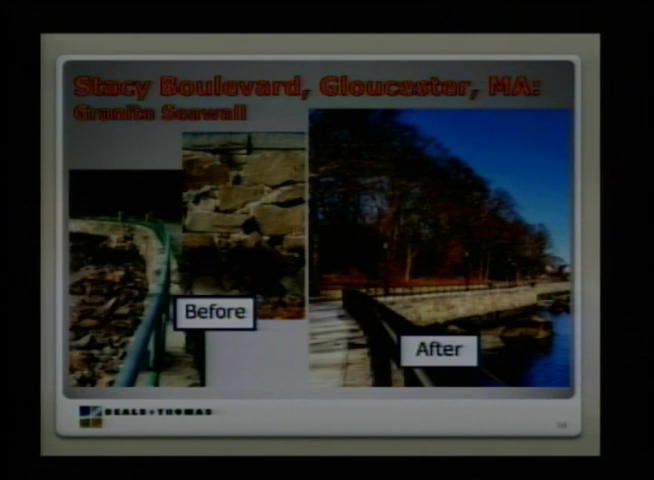 Stacy Boulevard, Gloucester, MA:
Granite Seawall
Before
After
BEALS+THOMAS